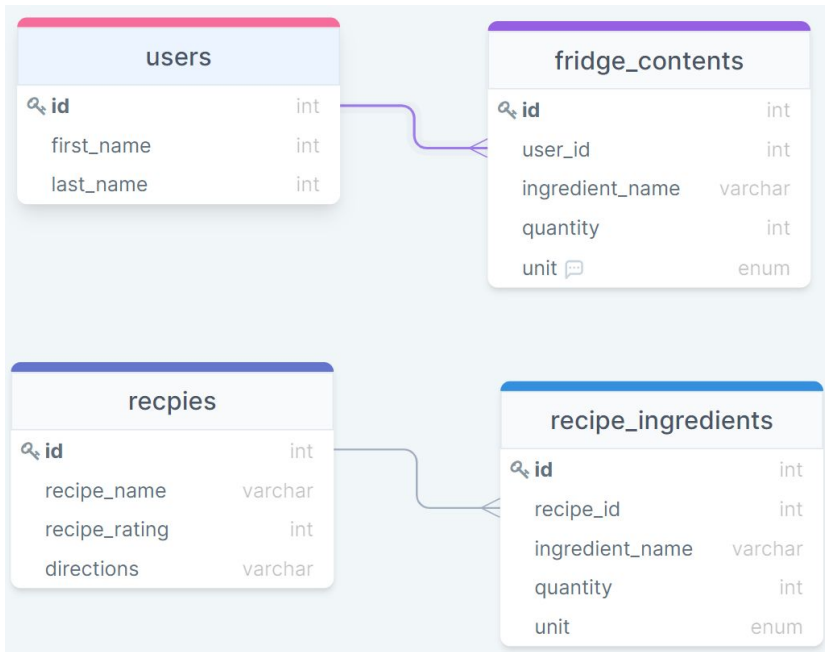 users
id int
first_name int
last_name int
fridge_contents
id int
user_id int
ingredient_name varchar
quantity int
unit enum
recpies
id int
recipe_name varchar
recipe_rating int
directions varchar
recipe_ingredients
id int
recipe_id int
ingredient_name varchar
quantity int
unit enum